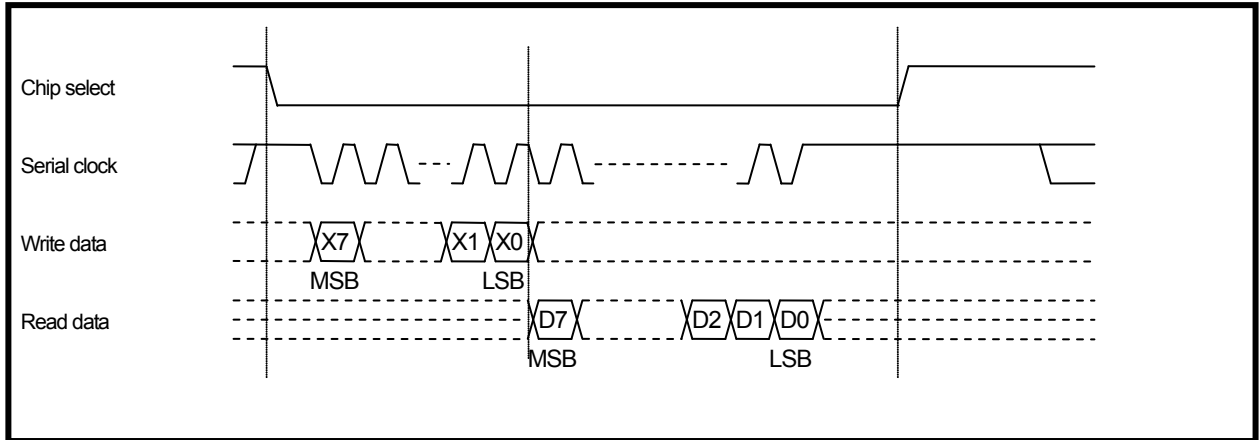 Chip select
Serial clock
Write data
X7 X1 X0
MSB LSB
Read data
D7 D2 D1 D0
MSB LSB